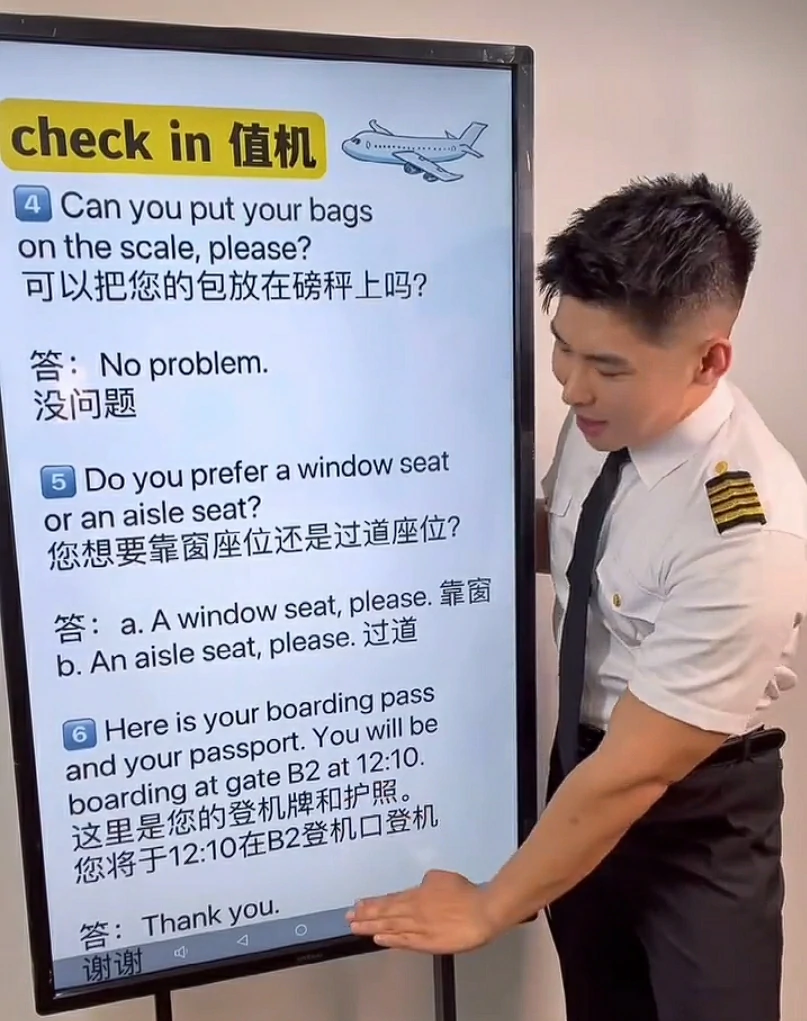 check in 值机
4 Can you put your bags
on the scale, please?
可以把您的包放在磅秤上吗?
答：No problem.
没问题
5 Do you prefer a window seat
or an aisle seat?
您想要靠窗座位还是过道座位?
答：a. A window seat, please. 靠窗
b. An aisle seat, please. 过道
6 Here is your boarding pass
and your passport. You will be
boarding at gate B2 at 12:10.
这里是您的登机牌和护照。
您将于12:10在B2登机口登机
答：Thank you.
谢谢